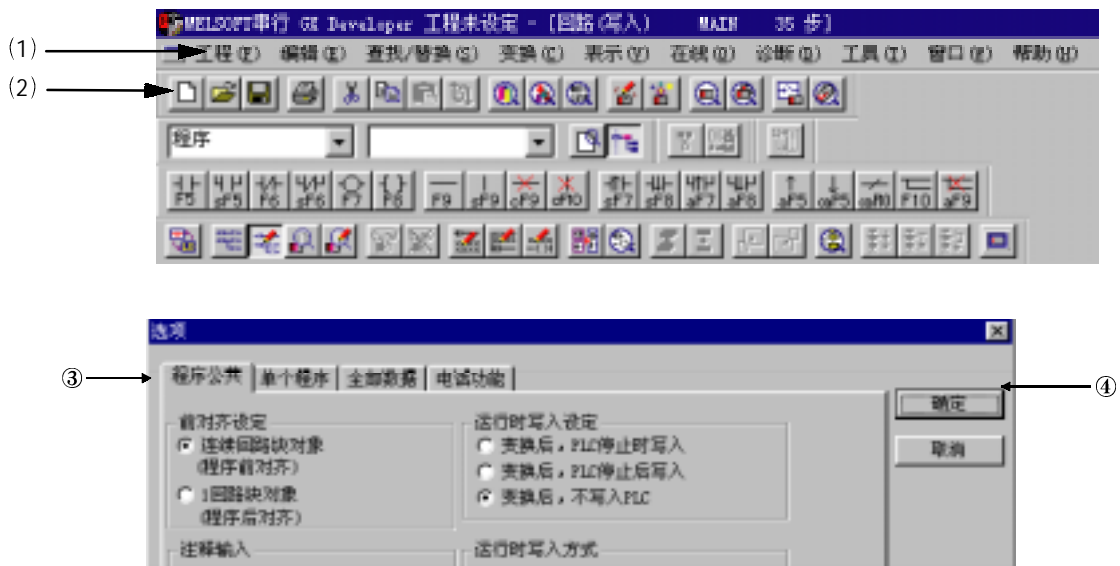 MELSOFT串行 GX Developer 工程未设定 - [回路(写入) MAIN 35 步]
(1)
工程(F) 编辑(E) 查找/替换(S) 变换(C) 表示(V) 在线(O) 诊断(D) 工具(T) 窗口(W) 帮助(H)
(2)
程序
F5 sF5 F6 sF6 F7 F8 F9 sF9 cF9 cF10 sF7 sF8 aF7 aF8 aF5 caF5 caF10 F10 aF9
选项
③
程序公共 单个程序 全部数据 电话功能
④
确定
前对齐设定
运行时写入设定
连续回路块对象
(程序前对齐)
变换后，PLC停止时写入
取消
变换后，PLC停止后写入
1回路块对象
(程序后对齐)
变换后，不写入PLC
注释输入
运行时写入方式